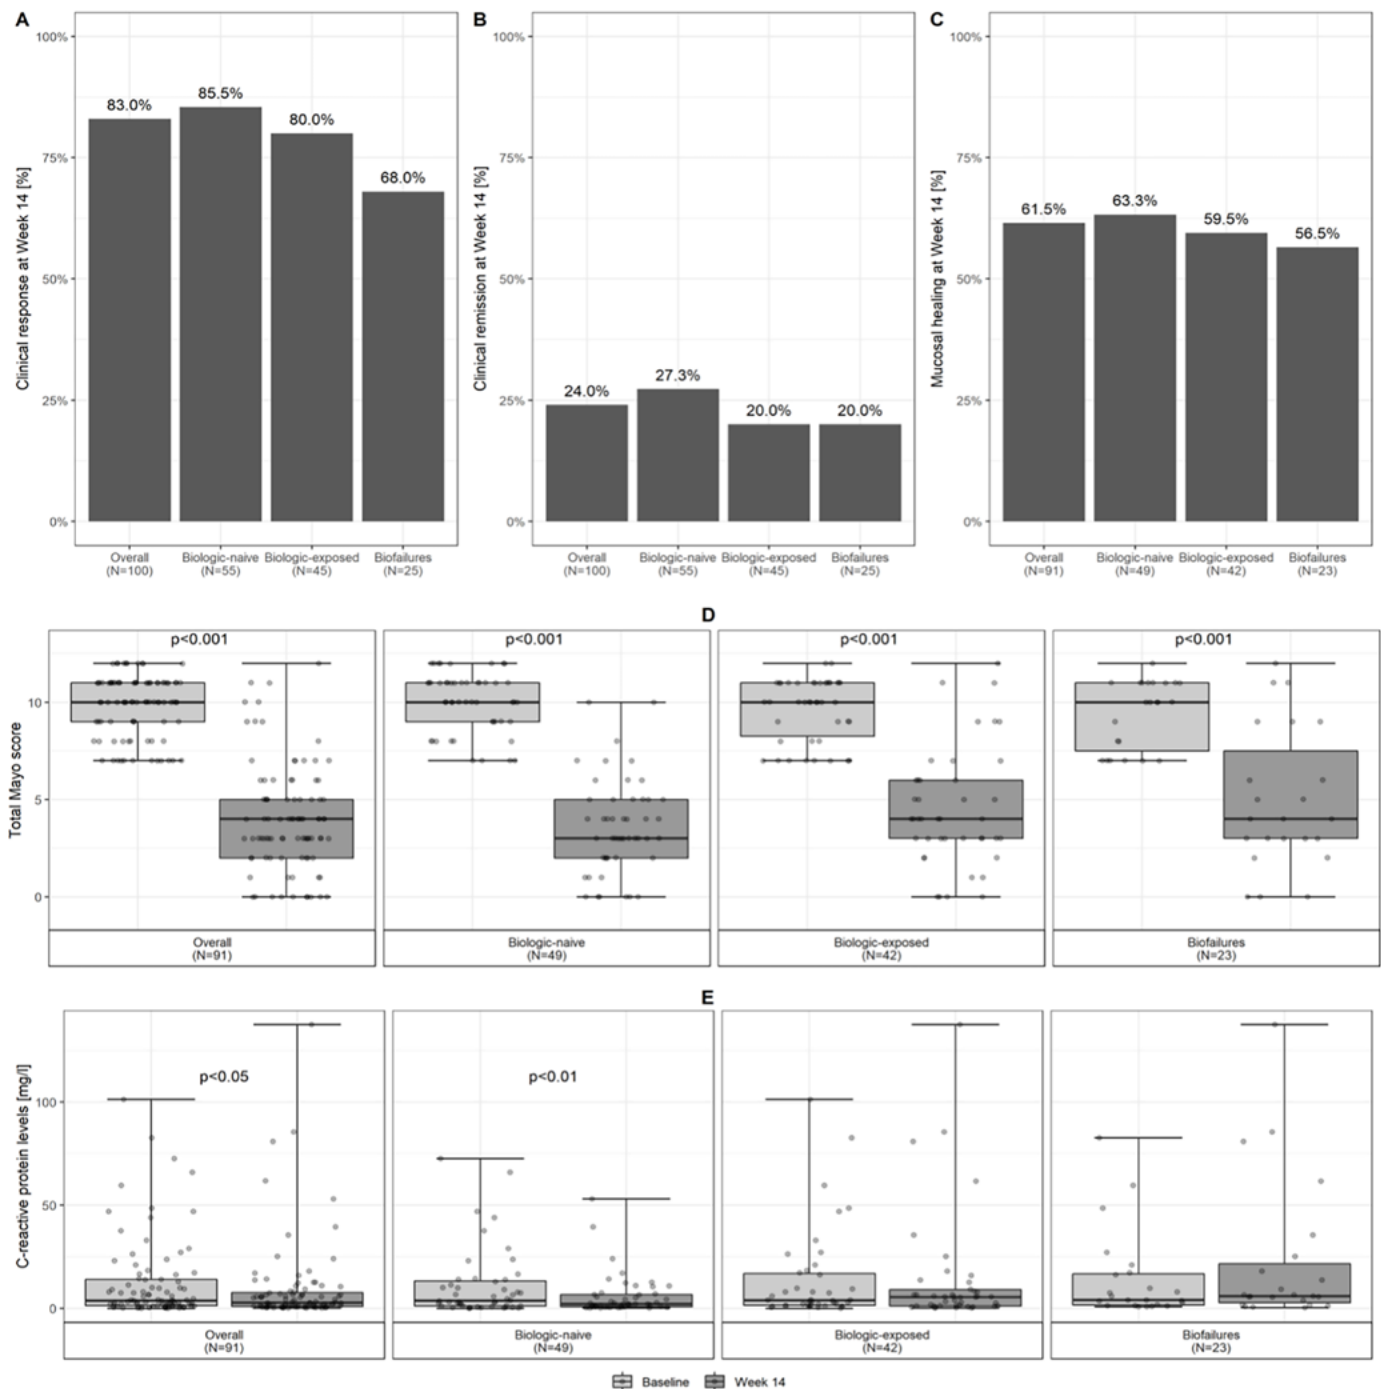 A
Clinical response at Week 14 [%]
100%
75%
50%
25%
0%
83.0%
85.5%
80.0%
68.0%
Overall
(N=100)
Biologic-naive
(N=55)
Biologic-exposed
(N=45)
Biofailures
(N=25)
B
Clinical remission at Week 14 [%]
100%
75%
50%
25%
0%
24.0%
27.3%
20.0%
20.0%
Overall
(N=100)
Biologic-naive
(N=55)
Biologic-exposed
(N=45)
Biofailures
(N=25)
C
Mucosal healing at Week 14 [%]
100%
75%
50%
25%
0%
61.5%
63.3%
59.5%
56.5%
Overall
(N=91)
Biologic-naive
(N=49)
Biologic-exposed
(N=42)
Biofailures
(N=23)
D
Total Mayo score
10
5
0
p<0.001
p<0.001
p<0.001
p<0.001
Overall
(N=91)
Biologic-naive
(N=49)
Biologic-exposed
(N=42)
Biofailures
(N=23)
E
C-reactive protein levels [mg/l]
100
50
0
p<0.05
p<0.01
Overall
(N=91)
Biologic-naive
(N=49)
Biologic-exposed
(N=42)
Biofailures
(N=23)
Baseline
Week 14